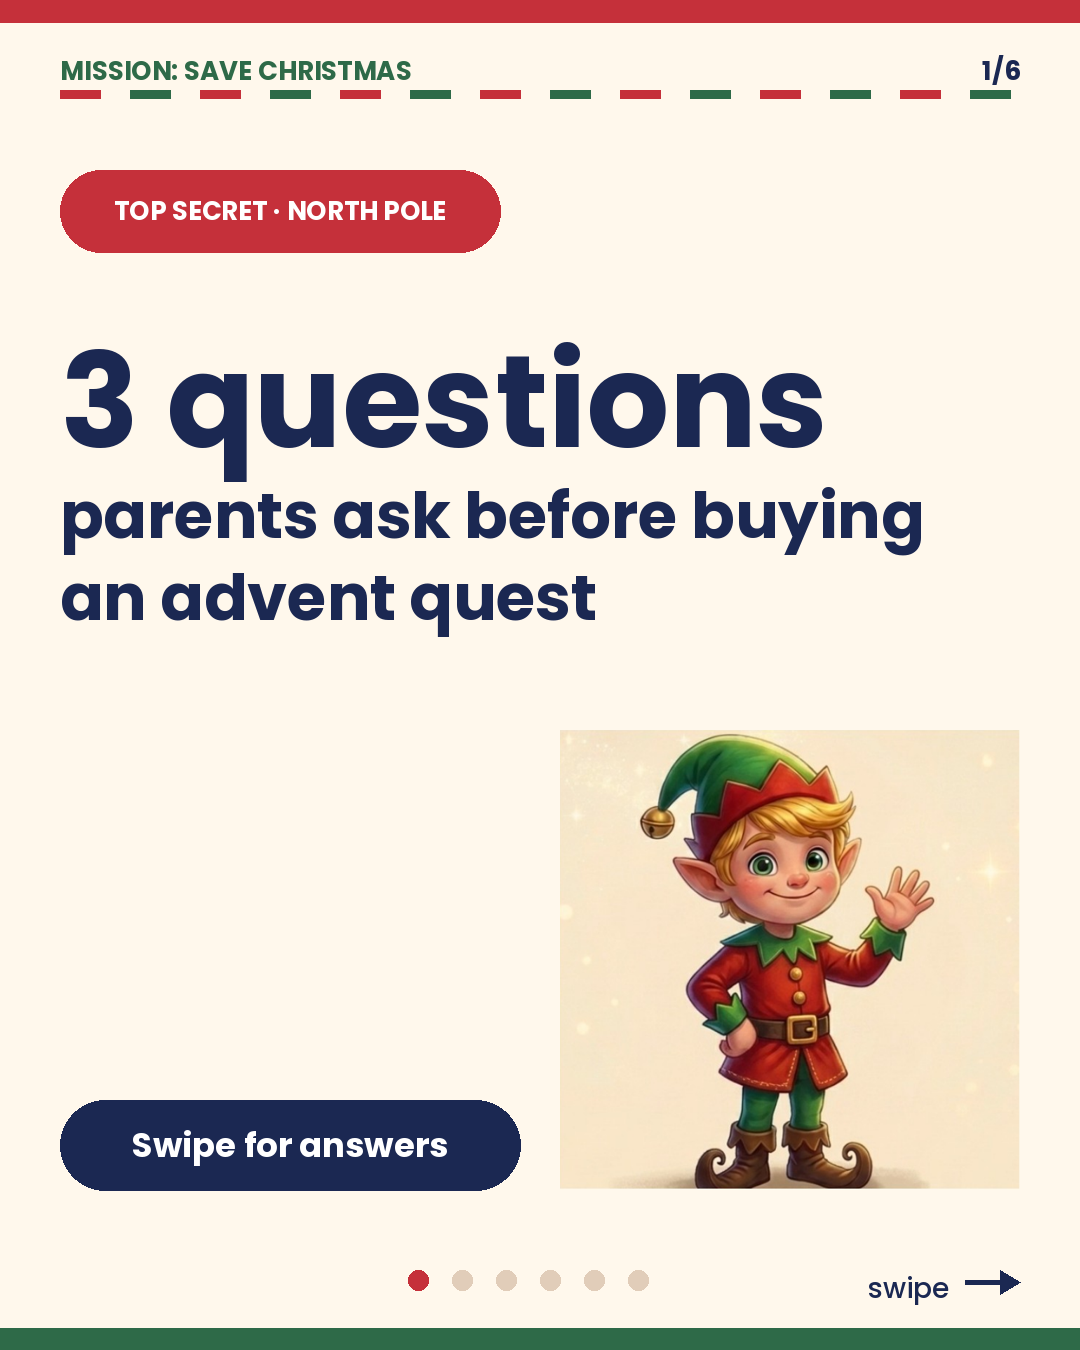 MISSION: SAVE CHRISTMAS
1/6
TOP SECRET · NORTH POLE
3 questions
parents ask before buying
an advent quest
Swipe for answers
swipe